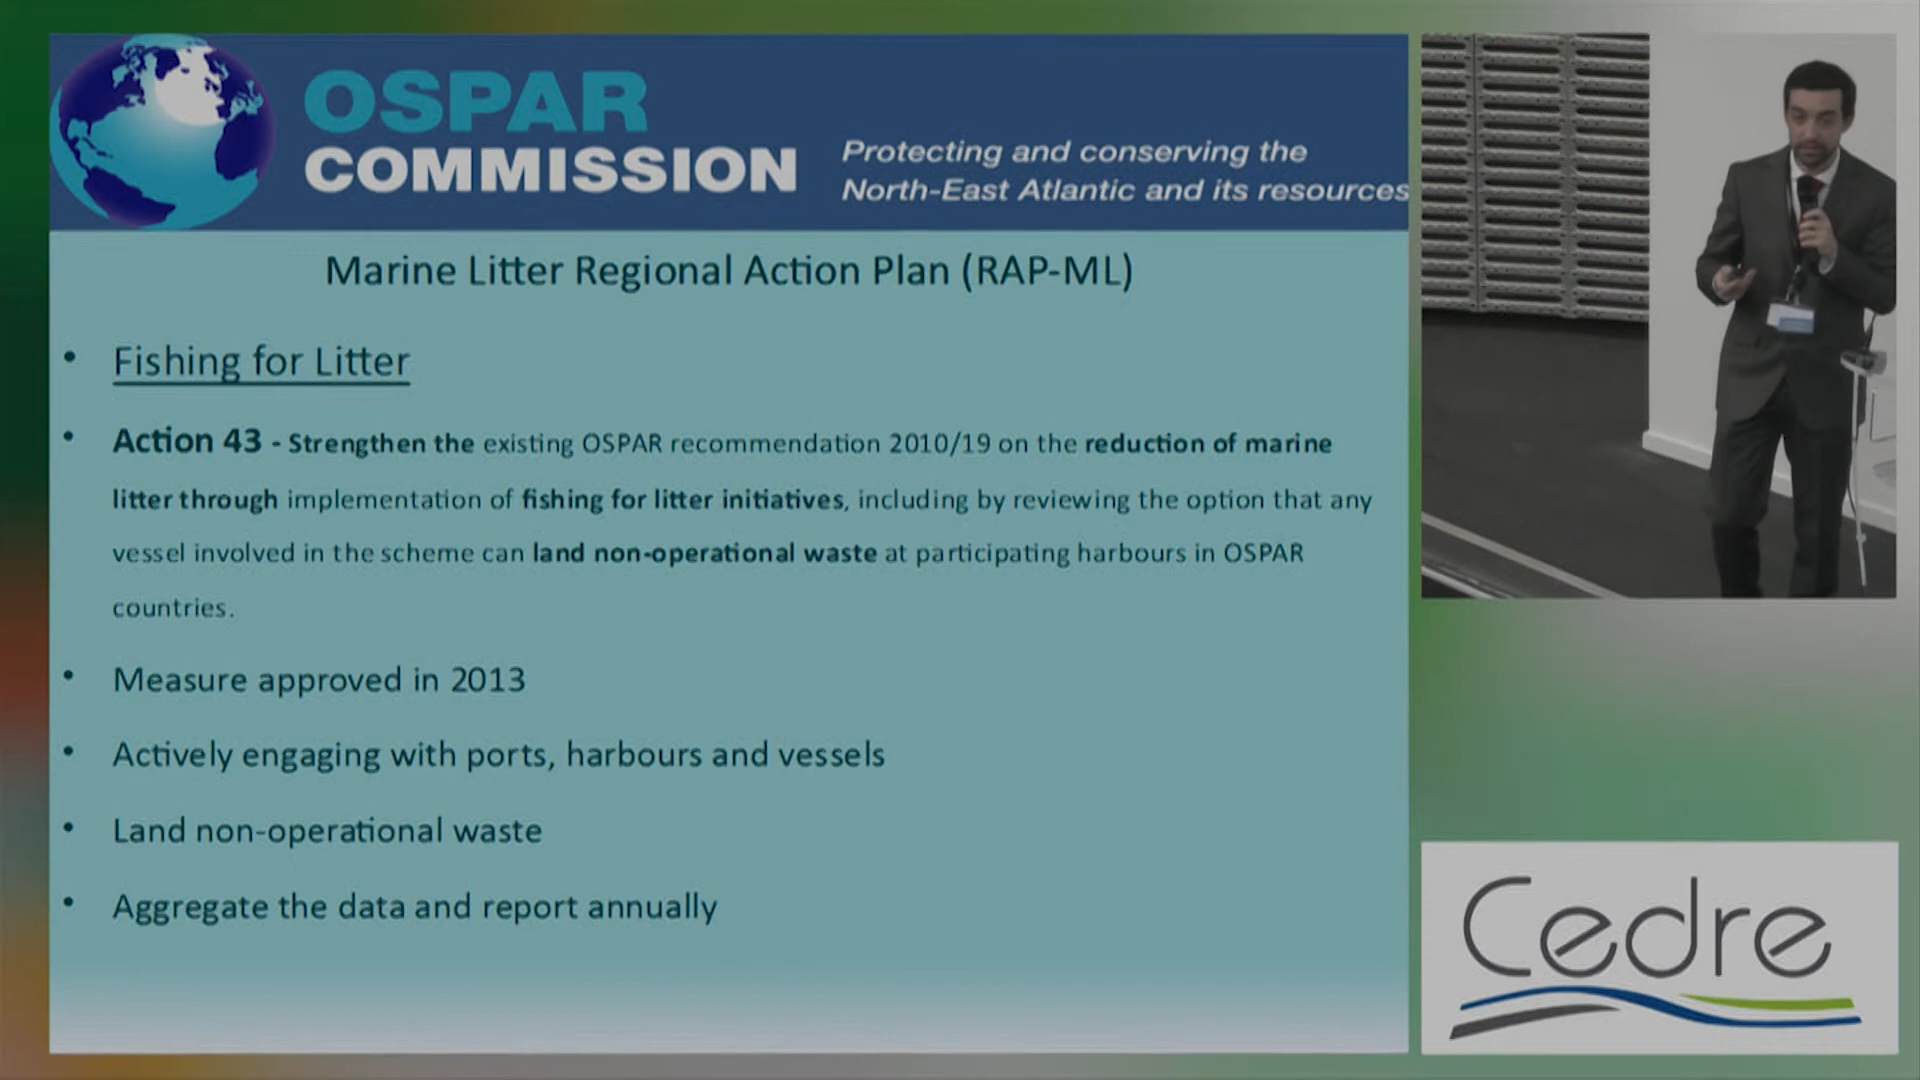 OSPAR
COMMISSION
Protecting and conserving the
North-East Atlantic and its resources
Marine Litter Regional Action Plan (RAP-ML)
• Fishing for Litter
• Action 43 - Strengthen the existing OSPAR recommendation 2010/19 on the reduction of marine
litter through implementation of fishing for litter initiatives, including by reviewing the option that any
vessel involved in the scheme can land non-operational waste at participating harbours in OSPAR
countries.
• Measure approved in 2013
• Actively engaging with ports, harbours and vessels
• Land non-operational waste
• Aggregate the data and report annually
Cedre